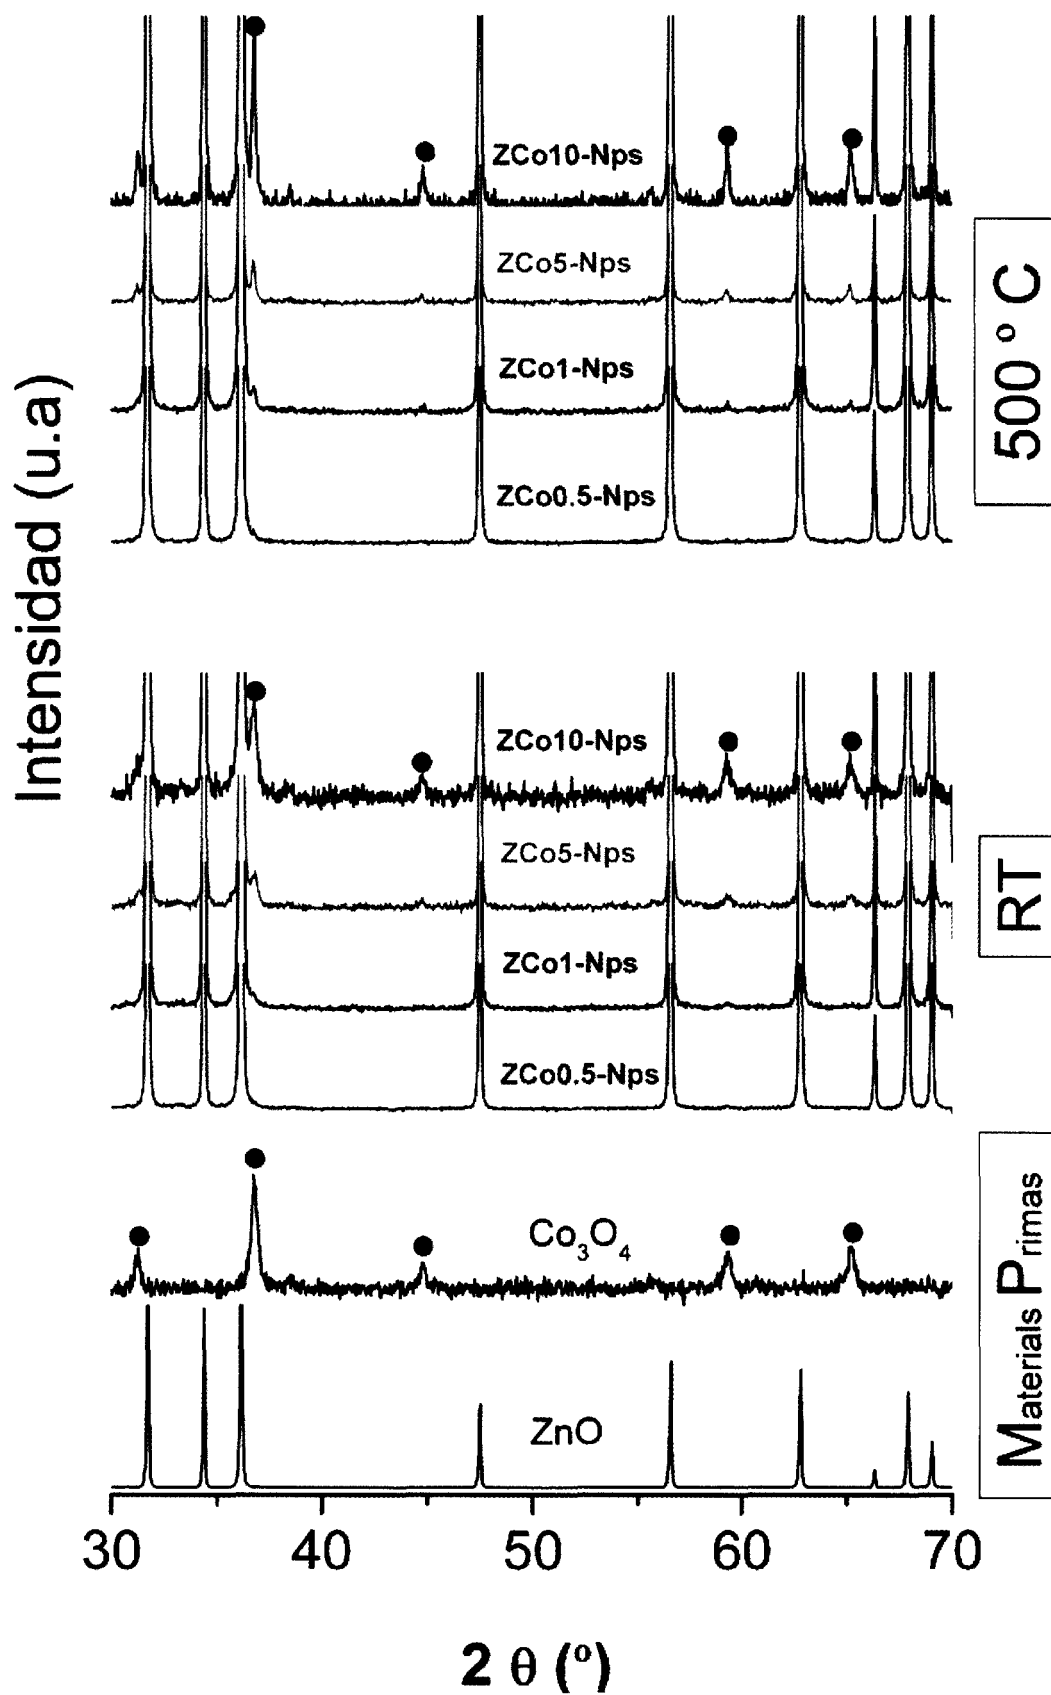 Intensidad (u.a)
ZCo10-Nps
ZCo5-Nps
ZCo1-Nps
ZCo0.5-Nps
500 º C
ZCo10-Nps
ZCo5-Nps
ZCo1-Nps
ZCo0.5-Nps
RT
Co3O4
ZnO
Materials Primas
30 40 50 60 70
2 θ (º)